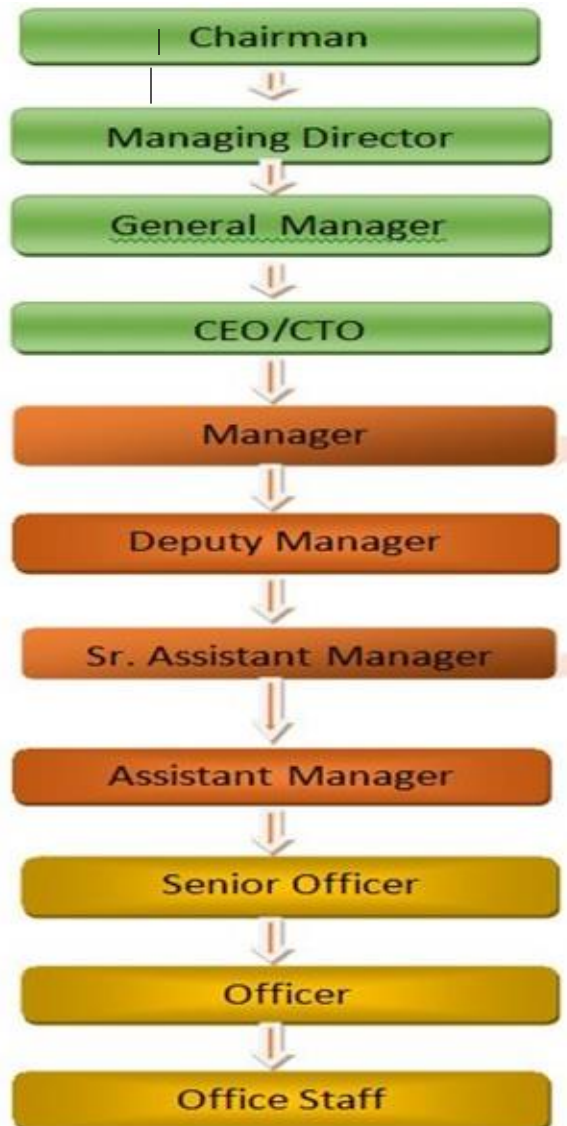 Chairman
Managing Director
General Manager
CEO/CTO
Manager
Deputy Manager
Sr. Assistant Manager
Assistant Manager
Senior Officer
Officer
Office Staff